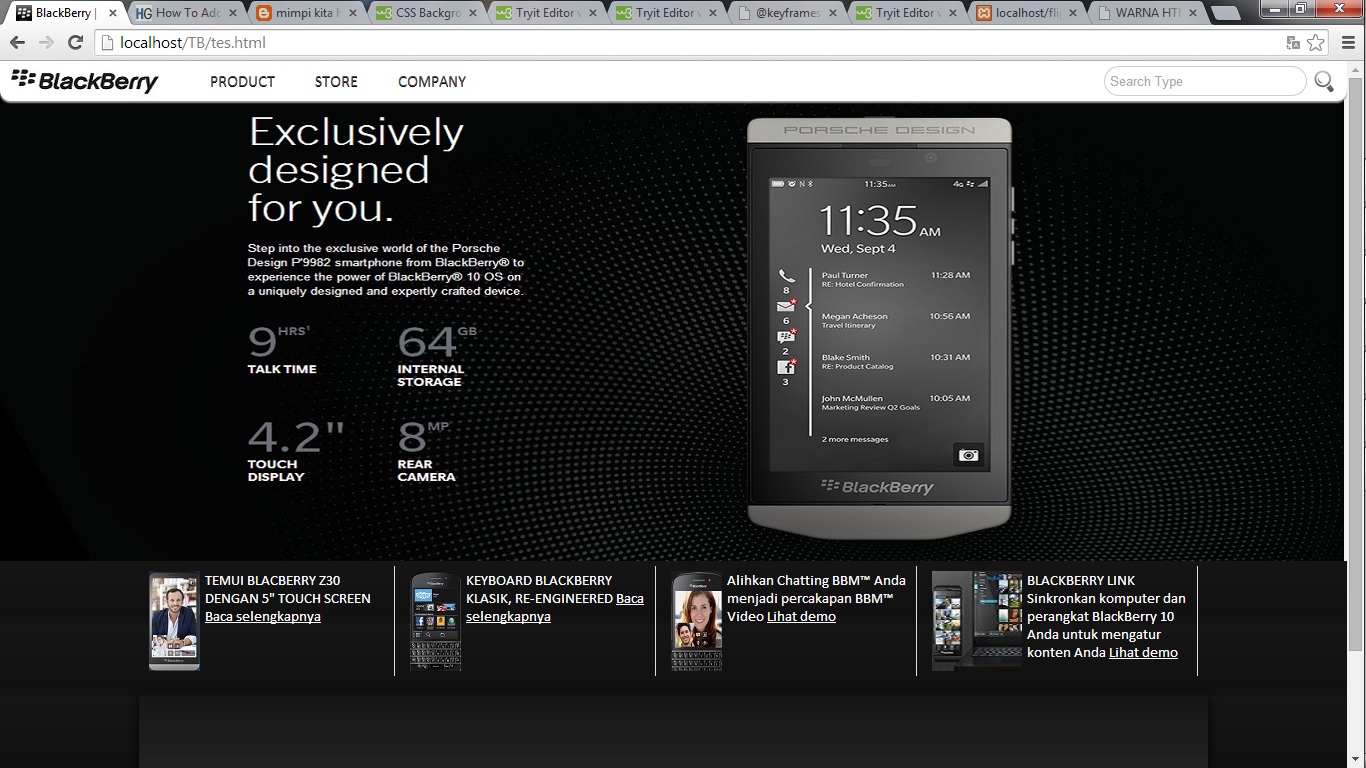 BlackBerry |
How To Add
mimpi kita h
CSS Backgro
Tryit Editor v
Tryit Editor v
@keyframes
Tryit Editor v
localhost/fli
WARNA HT
localhost/TB/tes.html
BlackBerry
PRODUCT
STORE
COMPANY
Search Type
Exclusively
designed
for you.
Step into the exclusive world of the Porsche
Design P'9982 smartphone from BlackBerry® to
experience the power of BlackBerry® 10 OS on
a uniquely designed and expertly crafted device.
9 HRS¹
TALK TIME
64 GB
INTERNAL
STORAGE
4.2"
TOUCH
DISPLAY
8 MP
REAR
CAMERA
PORSCHE DESIGN
11:35 AM 4G
11:35 AM
Wed, Sept 4
8
6
2
3
Paul Turner 11:28 AM
RE: Hotel Confirmation
Megan Acheson 10:56 AM
Travel Itinerary
Blake Smith 10:31 AM
RE: Product Catalog
John McMullen 10:05 AM
Marketing Review Q2 Goals
2 more messages
BlackBerry
TEMUI BLACBERRY Z30
DENGAN 5" TOUCH SCREEN
Baca selengkapnya
KEYBOARD BLACKBERRY
KLASIK, RE-ENGINEERED Baca
selengkapnya
Alihkan Chatting BBM™ Anda
menjadi percakapan BBM™
Video Lihat demo
BLACKBERRY LINK
Sinkronkan komputer dan
perangkat BlackBerry 10
Anda untuk mengatur
konten Anda Lihat demo